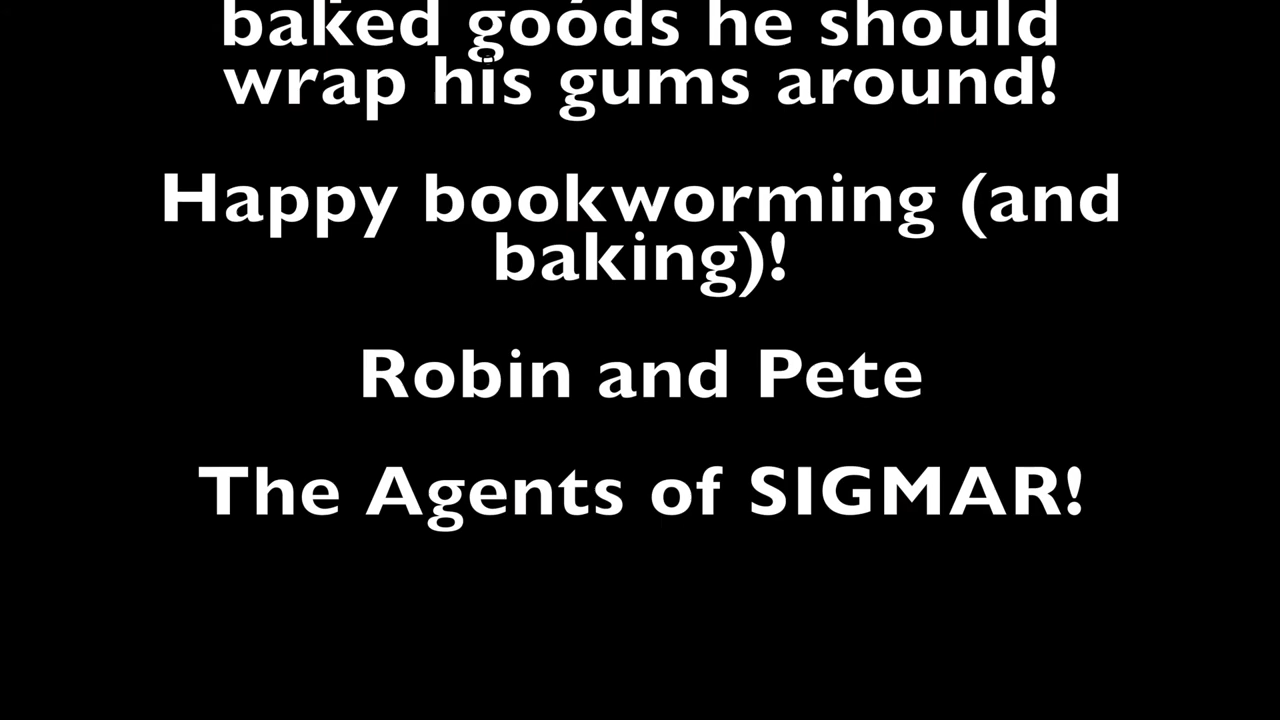 baked goods he should
wrap his gums around!
Happy bookworming (and
baking)!
Robin and Pete
The Agents of SIGMAR!